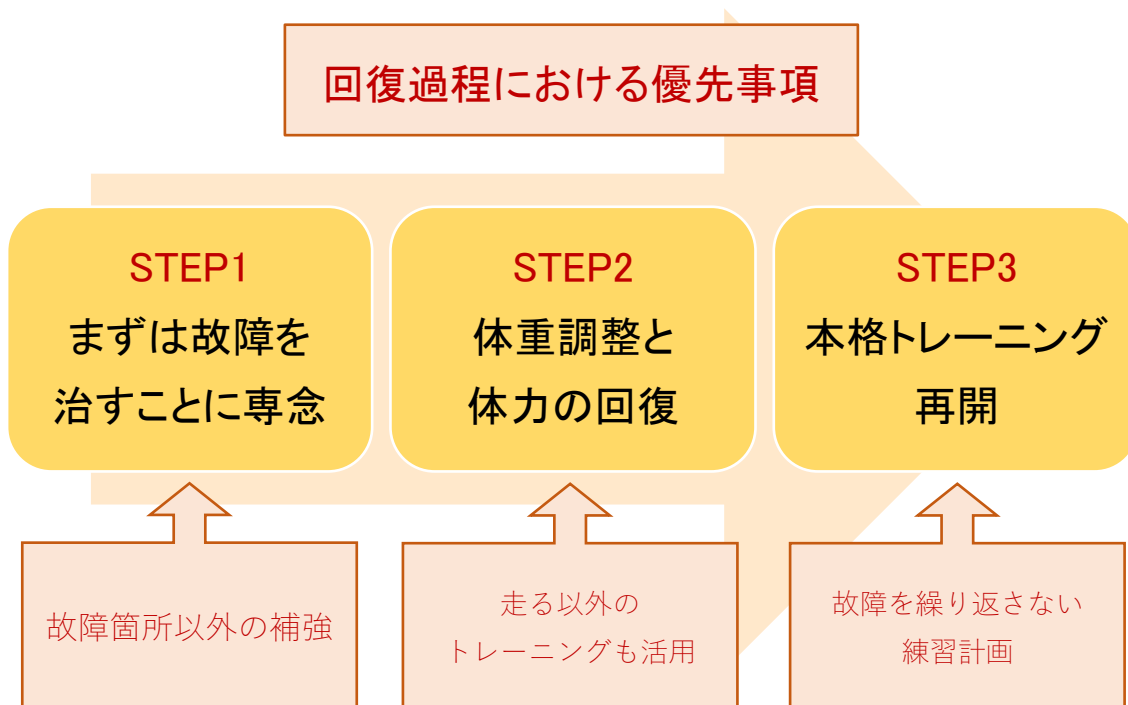 回復過程における優先事項
STEP1
まずは故障を
治すことに専念
STEP2
体重調整と
体力の回復
STEP3
本格トレーニング
再開
故障箇所以外の補強
走る以外の
トレーニングも活用
故障を繰り返さない
練習計画